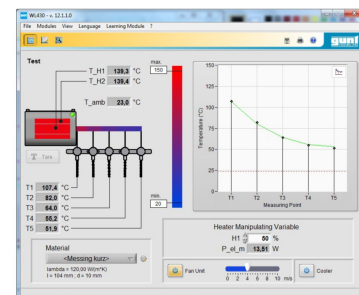 WL430 - v. 12.1.1.0
File Modules View Language Learning Module ?
gunt
Test
T_H1 139,3 °C
T_H2 139,4 °C
T_amb 23,0 °C
max.
150
min.
20
Tara
T1 107,4 °C
T2 82,0 °C
T3 64,0 °C
T4 55,2 °C
T5 51,9 °C
Material
<Messing kurz>
lambda = 120,00 W/(m*K)
l = 104 mm ; d = 10 mm
Temperature (°C)
150
125
100
75
50
25
0
T1 T2 T3 T4 T5
Measuring Point
Heater Manipulating Variable
H1 50 %
P_el_m 13,51 W
Fan Unit
0 2 4 6 8 10 m/s
Cooler